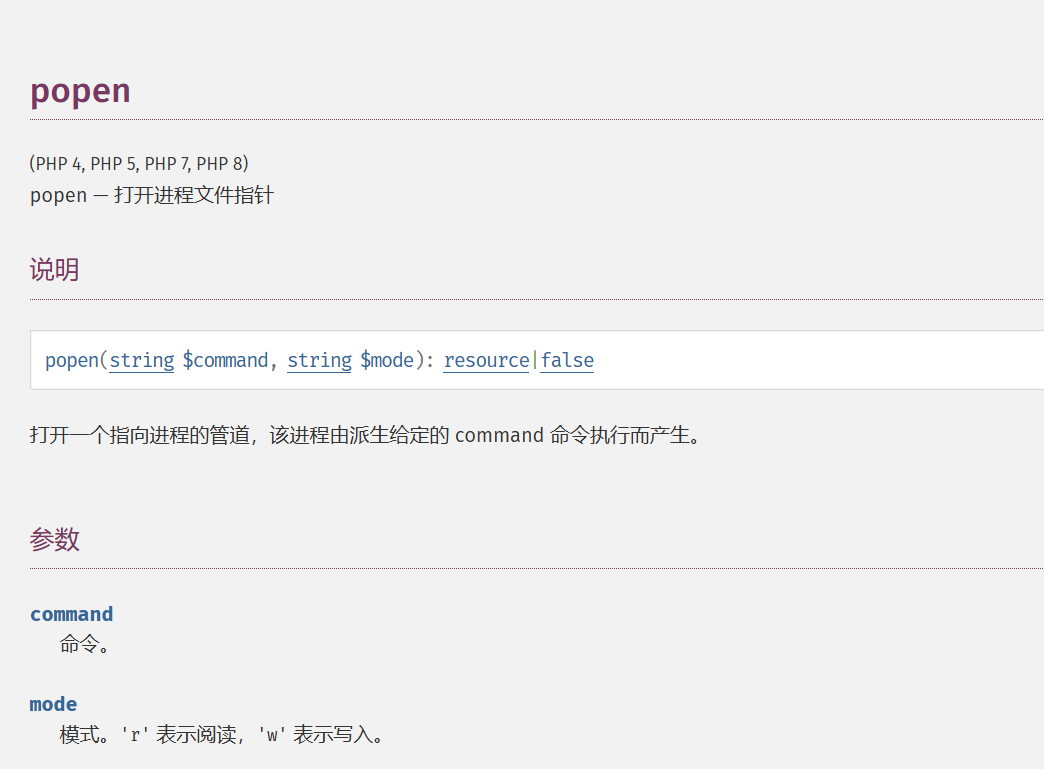 popen
(PHP 4, PHP 5, PHP 7, PHP 8)
popen — 打开进程文件指针
说明
popen(string $command, string $mode): resource|false
打开一个指向进程的管道，该进程由派生给定的 command 命令执行而产生。
参数
command
命令。
mode
模式。'r' 表示阅读，'w' 表示写入。